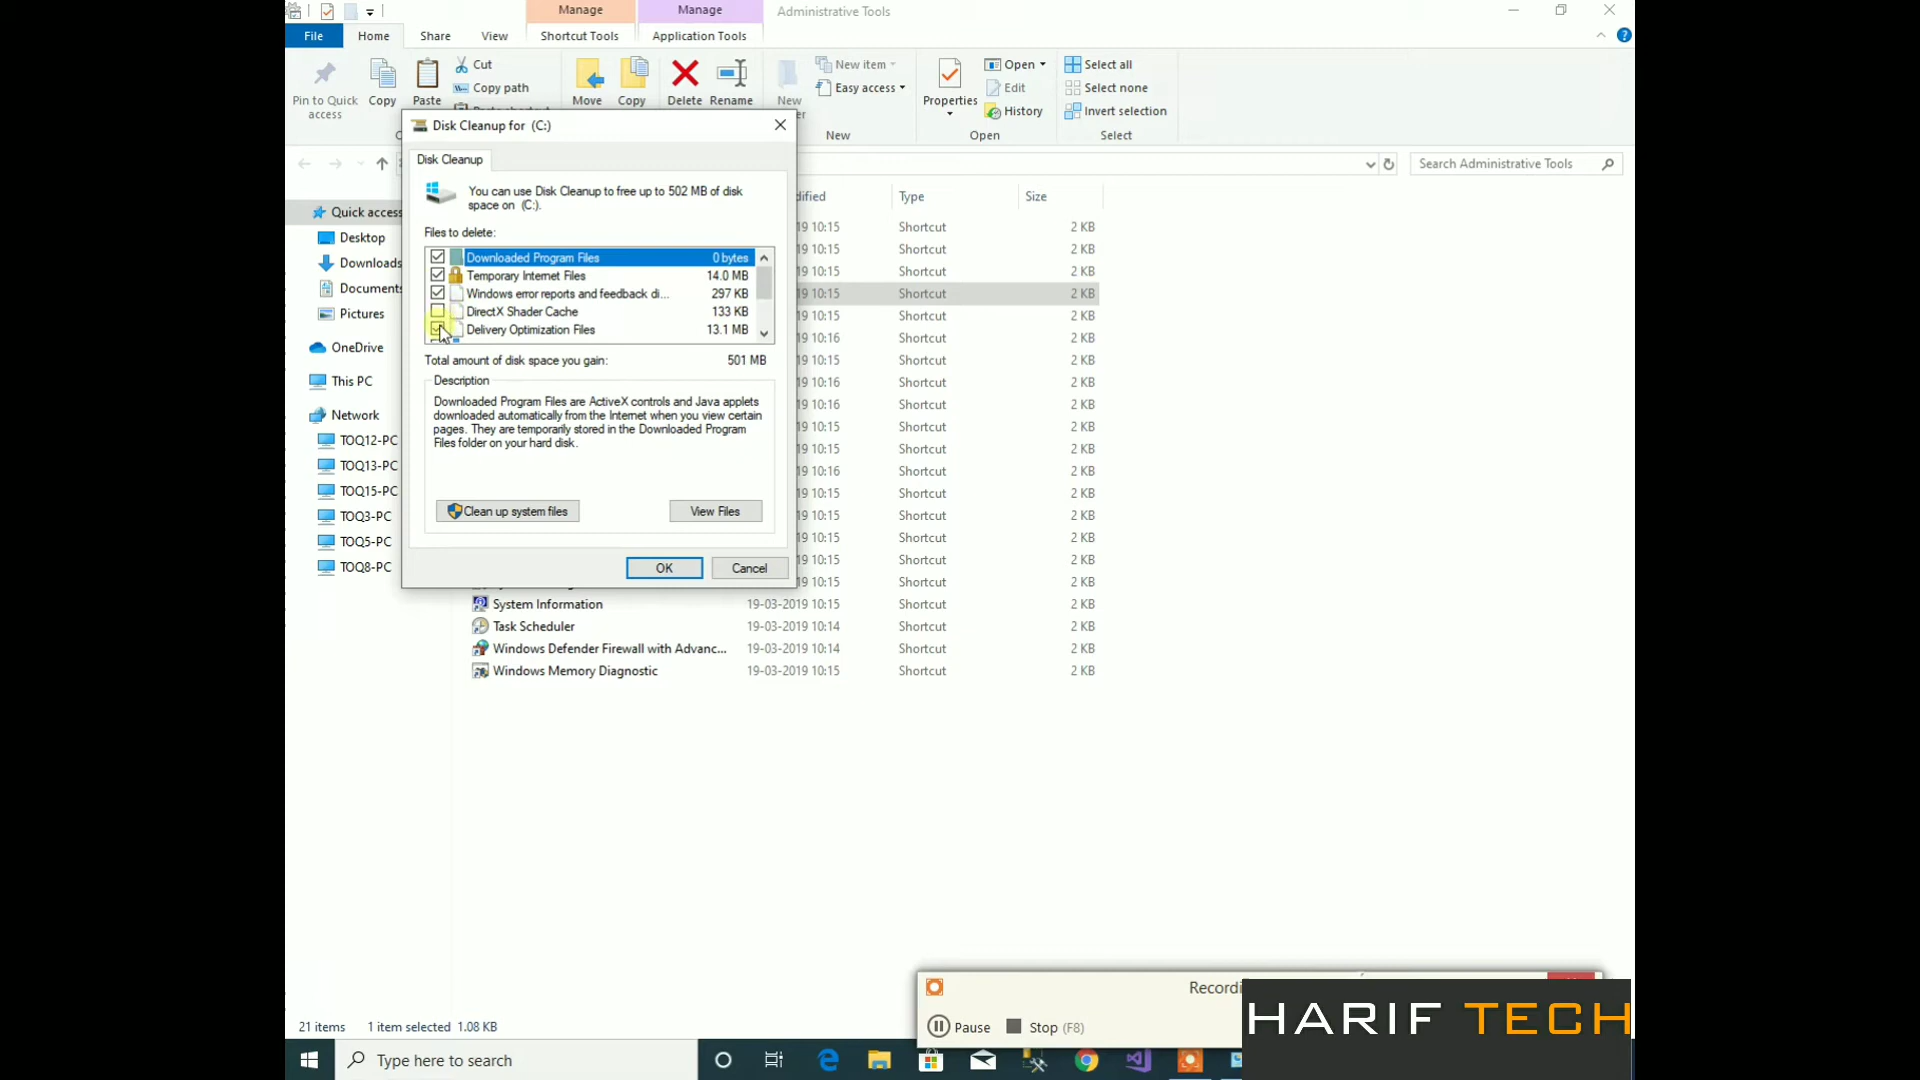 Manage
Manage
Administrative Tools
File
Home
Share
View
Shortcut Tools
Application Tools
Pin to Quick access
Copy
Paste
Cut
Copy path
Move
Copy
Delete
Rename
New
New item
Easy access
Properties
Open
Edit
History
Select all
Select none
Invert selection
New
Open
Select
Disk Cleanup for (C:)
Disk Cleanup
You can use Disk Cleanup to free up to 502 MB of disk
space on (C:).
Files to delete:
Downloaded Program Files 0 bytes
Temporary Internet Files 14.0 MB
Windows error reports and feedback di... 297 KB
DirectX Shader Cache 133 KB
Delivery Optimization Files 13.1 MB
Total amount of disk space you gain: 501 MB
Description
Downloaded Program Files are ActiveX controls and Java applets
downloaded automatically from the Internet when you view certain
pages. They are temporarily stored in the Downloaded Program
Files folder on your hard disk.
Clean up system files
View Files
OK
Cancel
Search Administrative Tools
Type
Size
Quick access
Desktop
Downloads
Documents
Pictures
OneDrive
This PC
Network
TOQ12-PC
TOQ13-PC
TOQ15-PC
TOQ3-PC
TOQ5-PC
TOQ8-PC
19 10:15 Shortcut 2 KB
19 10:15 Shortcut 2 KB
19 10:15 Shortcut 2 KB
19 10:15 Shortcut 2 KB
19 10:15 Shortcut 2 KB
19 10:16 Shortcut 2 KB
19 10:15 Shortcut 2 KB
19 10:16 Shortcut 2 KB
19 10:16 Shortcut 2 KB
19 10:15 Shortcut 2 KB
19 10:15 Shortcut 2 KB
19 10:16 Shortcut 2 KB
19 10:15 Shortcut 2 KB
19 10:15 Shortcut 2 KB
19 10:15 Shortcut 2 KB
19 10:15 Shortcut 2 KB
19 10:15 Shortcut 2 KB
System Information 19-03-2019 10:15 Shortcut 2 KB
Task Scheduler 19-03-2019 10:14 Shortcut 2 KB
Windows Defender Firewall with Advanc... 19-03-2019 10:14 Shortcut 2 KB
Windows Memory Diagnostic 19-03-2019 10:15 Shortcut 2 KB
21 items 1 item selected 1.08 KB
Recordi
Pause
Stop (F8)
HARIF TECH
Type here to search